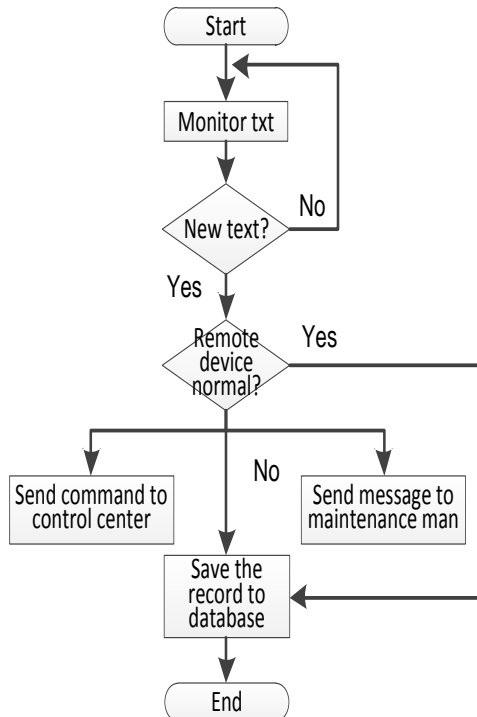 Start
Monitor txt
New text?
No
Yes
Remote
device
normal?
Yes
No
Send command to
control center
Send message to
maintenance man
Save the
record to
database
End